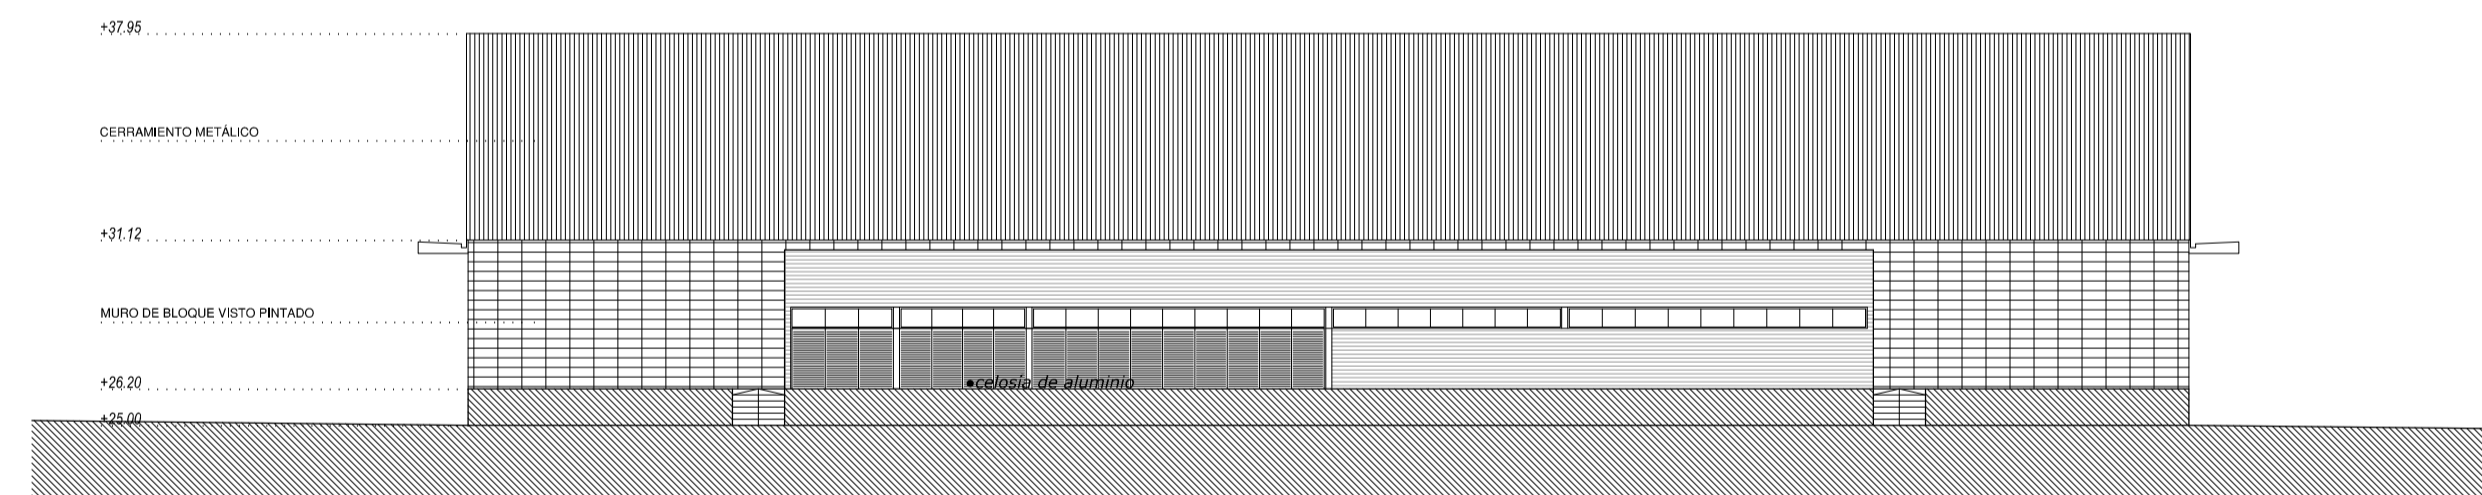 +37.95
CERRAMIENTO METÁLICO
+31.12
MURO DE BLOQUE VISTO PINTADO
+26.20
•celosía de aluminio
+25.00